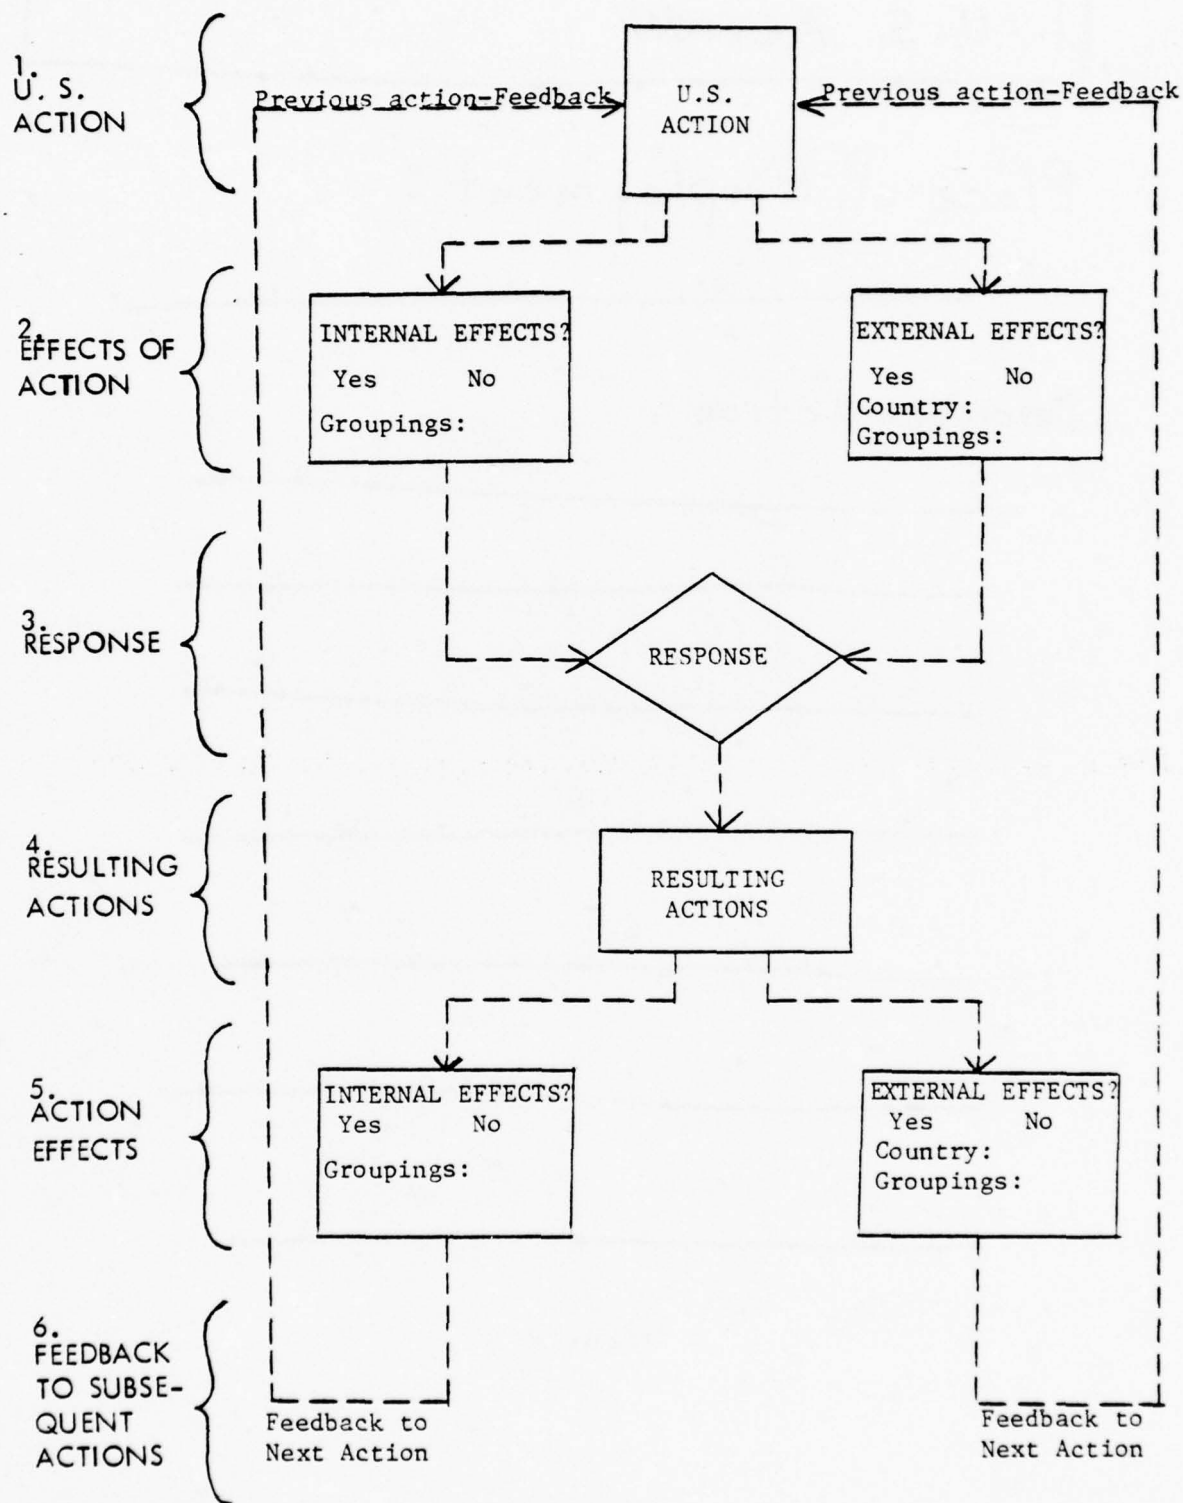 1.
U. S.
ACTION
Previous action-Feedback
U.S.
ACTION
Previous action-Feedback
2.
EFFECTS OF
ACTION
INTERNAL EFFECTS?
Yes No
Groupings:
EXTERNAL EFFECTS?
Yes No
Country:
Groupings:
3.
RESPONSE
RESPONSE
4.
RESULTING
ACTIONS
RESULTING
ACTIONS
5.
ACTION
EFFECTS
INTERNAL EFFECTS?
Yes No
Groupings:
EXTERNAL EFFECTS?
Yes No
Country:
Groupings:
6.
FEEDBACK
TO SUBSE-
QUENT
ACTIONS
Feedback to
Next Action
Feedback to
Next Action